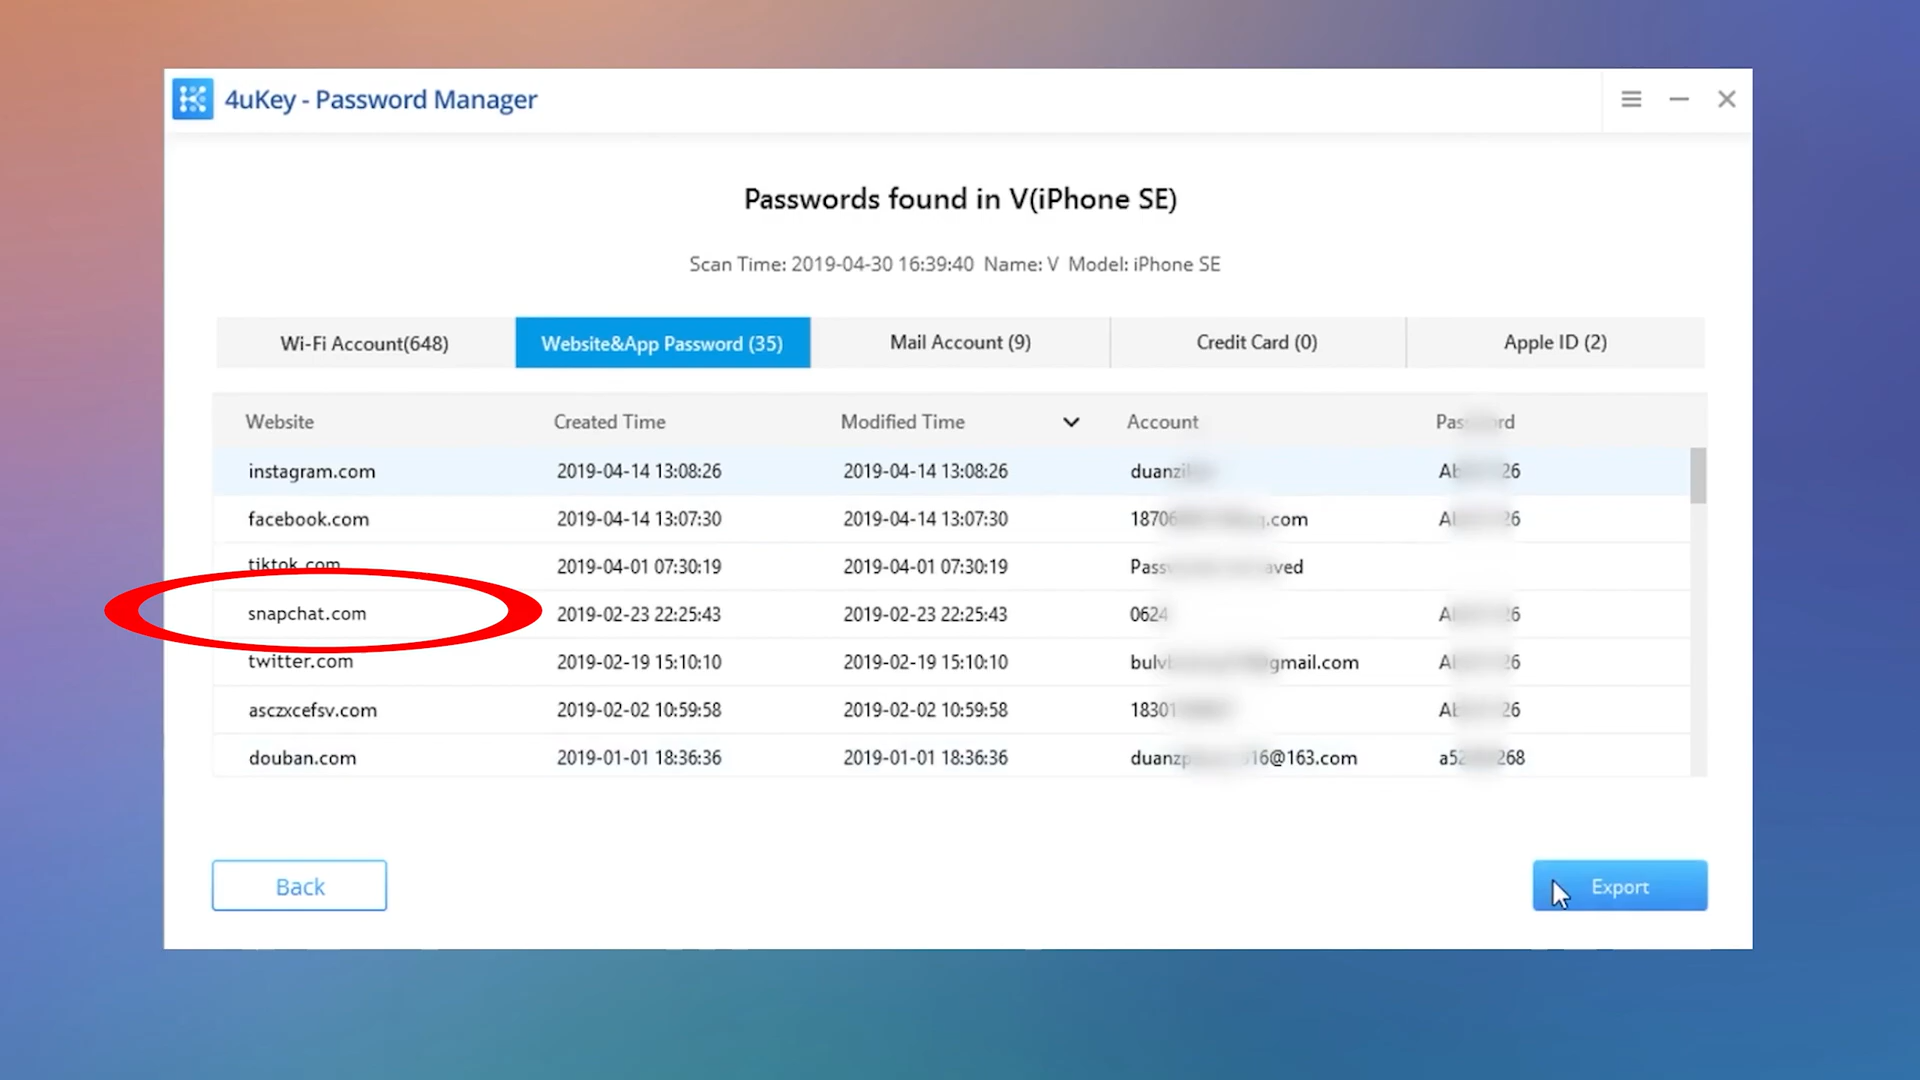 4uKey - Password Manager
Passwords found in V(iPhone SE)
Scan Time: 2019-04-30 16:39:40 Name: V Model: iPhone SE
Wi-Fi Account(648) Website&App Password (35) Mail Account (9) Credit Card (0) Apple ID (2)
Website Created Time Modified Time Account
instagram.com 2019-04-14 13:08:26 2019-04-14 13:08:26
facebook.com 2019-04-14 13:07:30 2019-04-14 13:07:30
tiktok.com 2019-04-01 07:30:19 2019-04-01 07:30:19
snapchat.com 2019-02-23 22:25:43 2019-02-23 22:25:43 0624
twitter.com 2019-02-19 15:10:10 2019-02-19 15:10:10
asczxcefsv.com 2019-02-02 10:59:58 2019-02-02 10:59:58
douban.com 2019-01-01 18:36:36 2019-01-01 18:36:36
Back Export